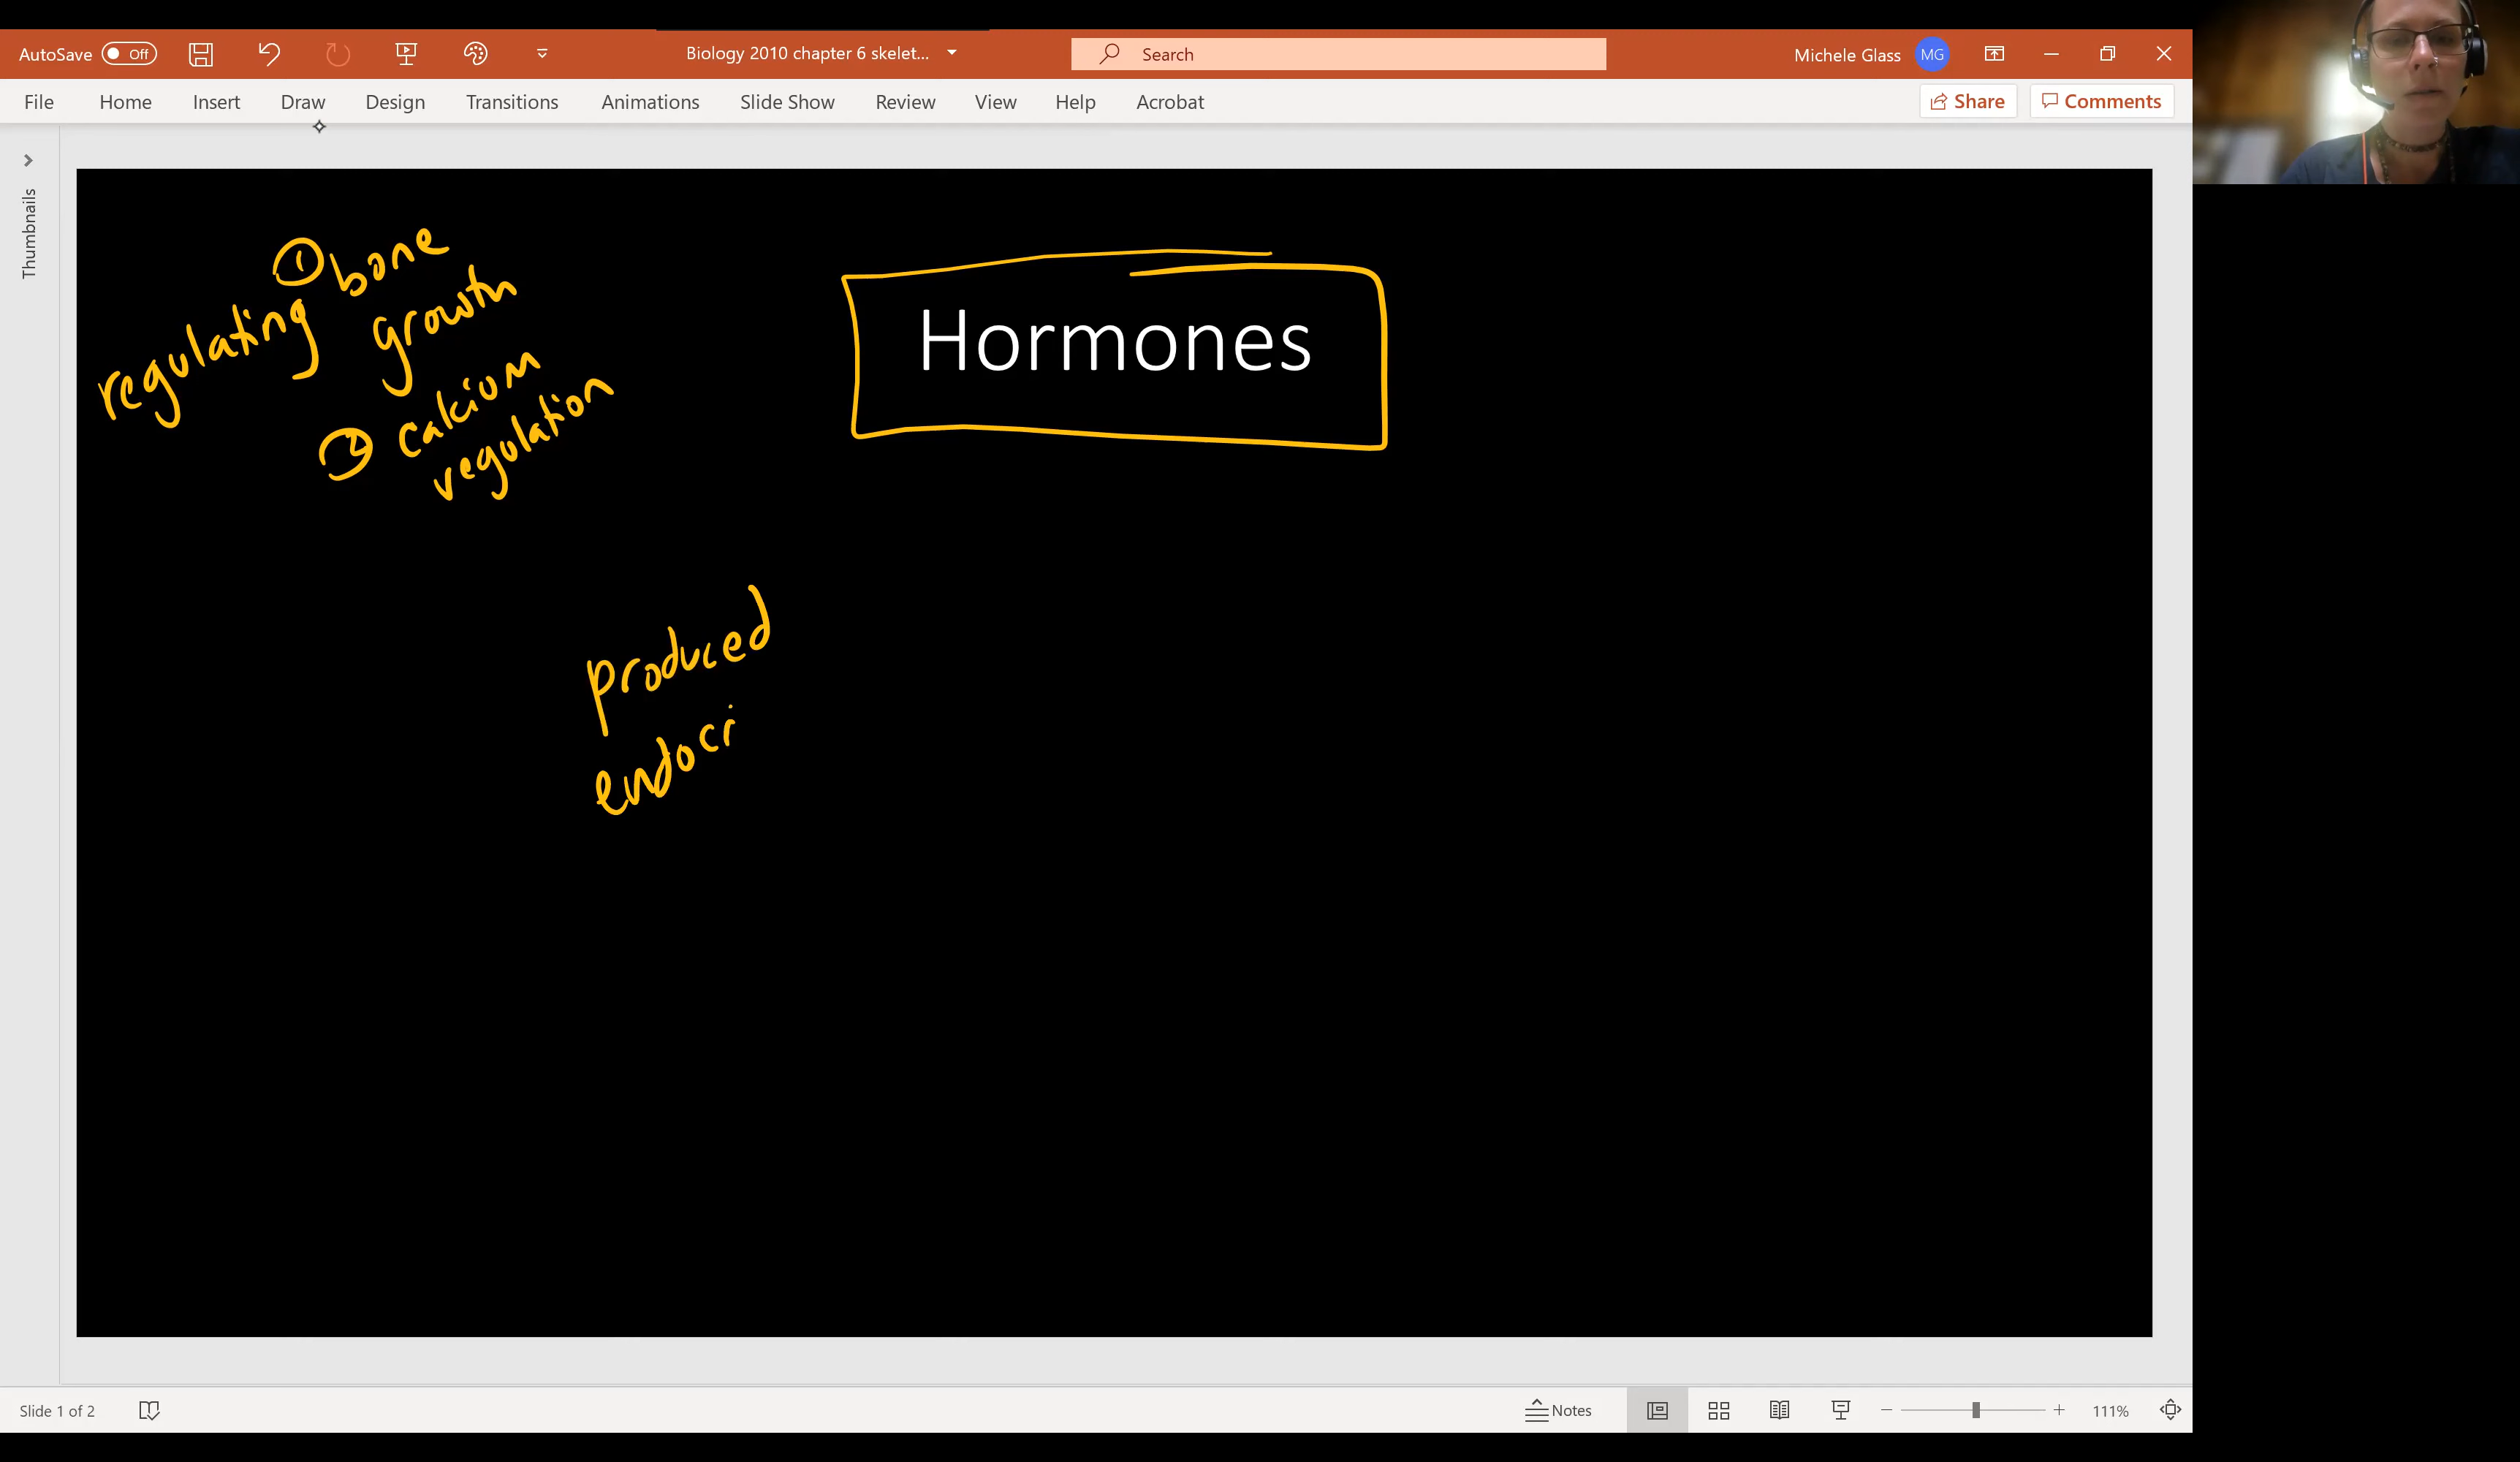 AutoSave Off
Biology 2010 chapter 6 skelet...
Search
Michele Glass MG
File Home Insert Draw Design Transitions Animations Slide Show Review View Help Acrobat
Share Comments
Thumbnails
Hormones
regulating ① bone
growth
② calcium
regulation
produced
endocr
Slide 1 of 2
Notes
111%